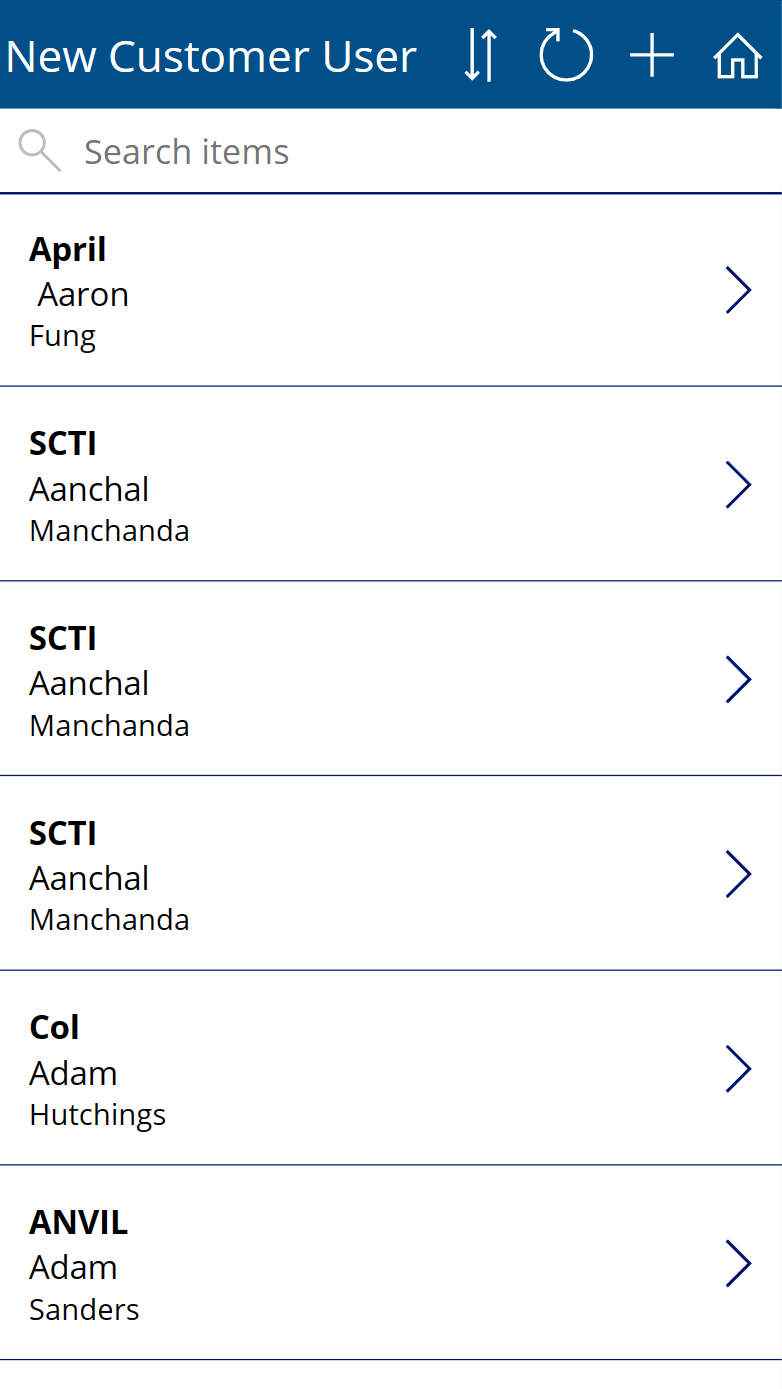 New Customer User
Search items
April
Aaron
Fung
SCTI
Aanchal
Manchanda
SCTI
Aanchal
Manchanda
SCTI
Aanchal
Manchanda
Col
Adam
Hutchings
ANVIL
Adam
Sanders